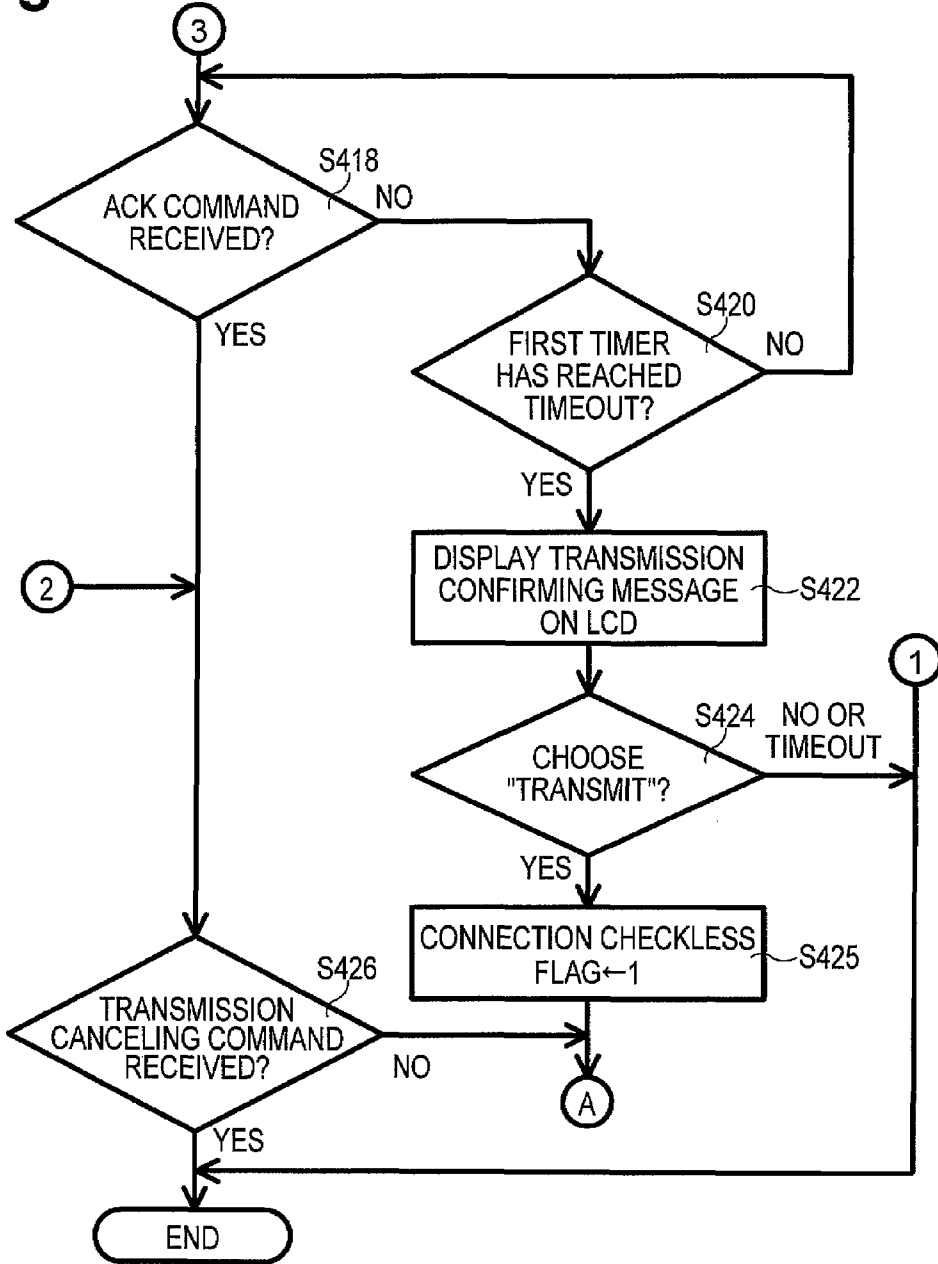 3
S418
ACK COMMAND
RECEIVED?
NO
YES
S420
FIRST TIMER
HAS REACHED
TIMEOUT?
NO
YES
DISPLAY TRANSMISSION
CONFIRMING MESSAGE
ON LCD
S422
2
1
S424
CHOOSE
"TRANSMIT"?
NO OR
TIMEOUT
YES
CONNECTION CHECKLESS
FLAG←1
S425
S426
TRANSMISSION
CANCELING COMMAND
RECEIVED?
NO
A
YES
END